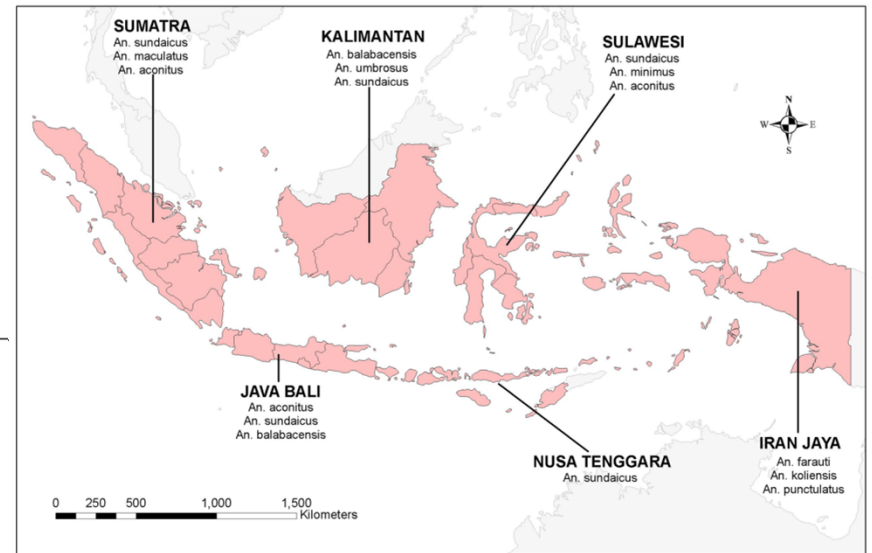 SUMATRA
An. sundaicus
An. maculatus
An. aconitus
KALIMANTAN
An. balabacensis
An. umbrosus
An. sundaicus
SULAWESI
An. sundaicus
An. minimus
An. aconitus
N
W E
S
JAVA BALI
An. aconitus
An. sundaicus
An. balabacensis
NUSA TENGGARA
An. sundaicus
IRAN JAYA
An. farauti
An. koliensis
An. punctulatus
0 250 500 1,000 1,500
Kilometers